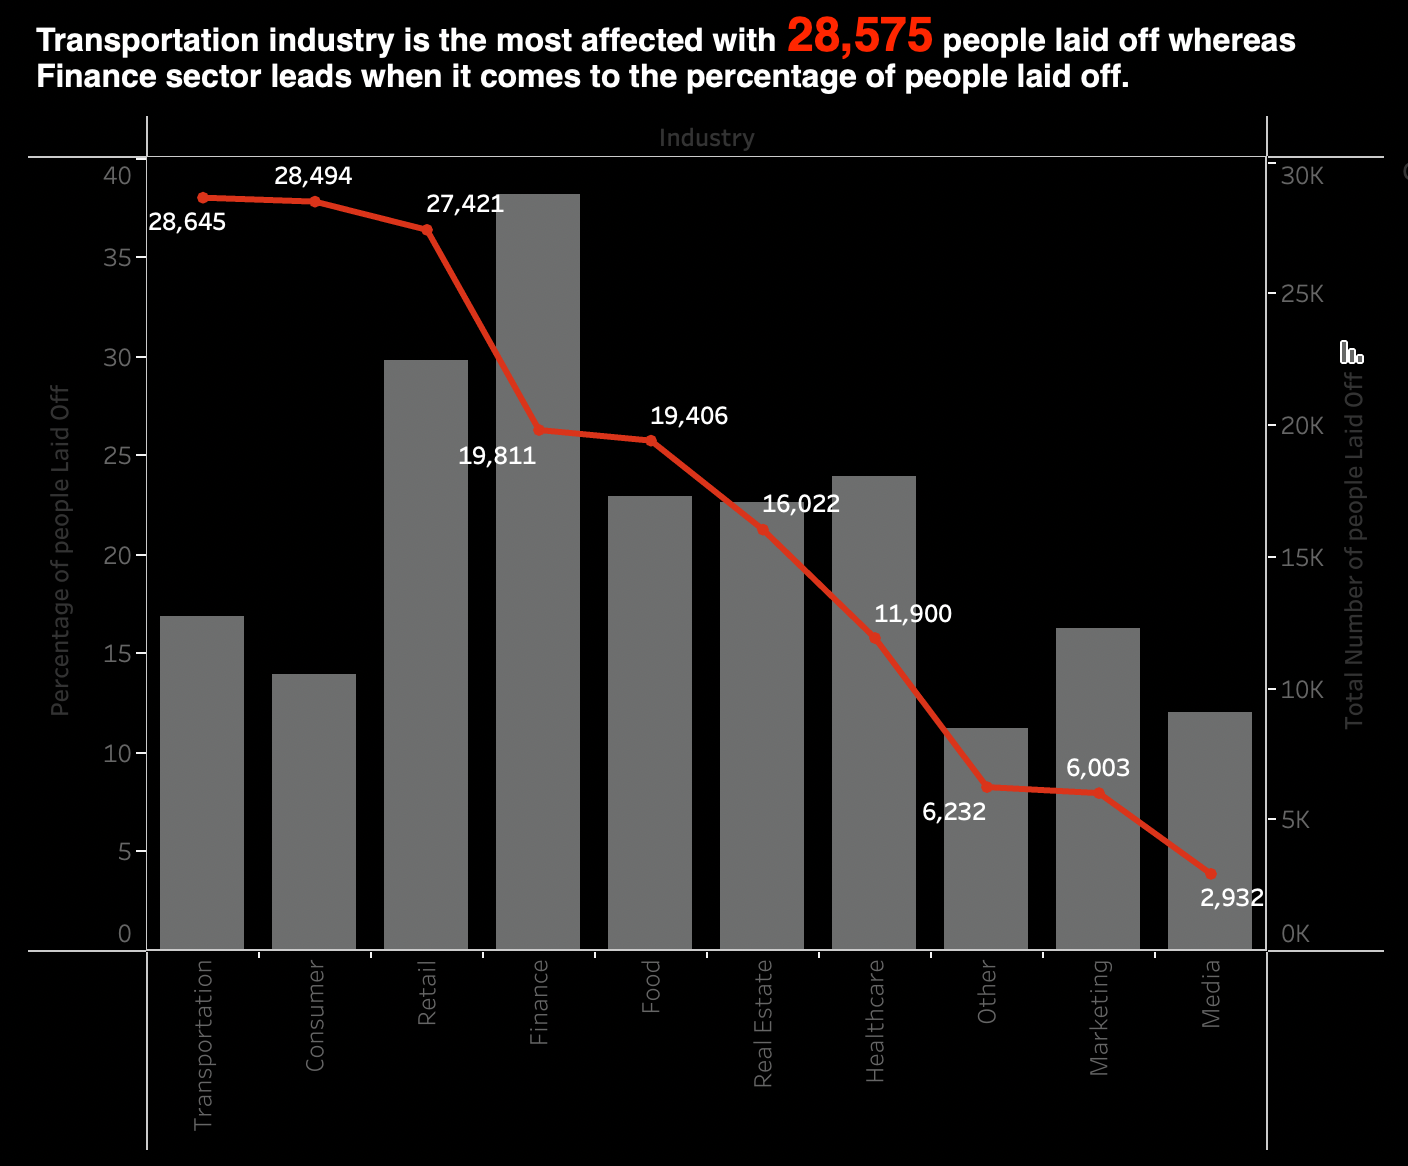 Transportation industry is the most affected with 28,575 people laid off whereas
Finance sector leads when it comes to the percentage of people laid off.
Industry
40
35
30
25
20
15
10
5
0
Percentage of people Laid Off
28,645
28,494
27,421
19,811
19,406
16,022
11,900
6,232
6,003
2,932
30K
25K
20K
15K
10K
5K
0K
Total Number of people Laid Off
Transportation
Consumer
Retail
Finance
Food
Real Estate
Healthcare
Other
Marketing
Media